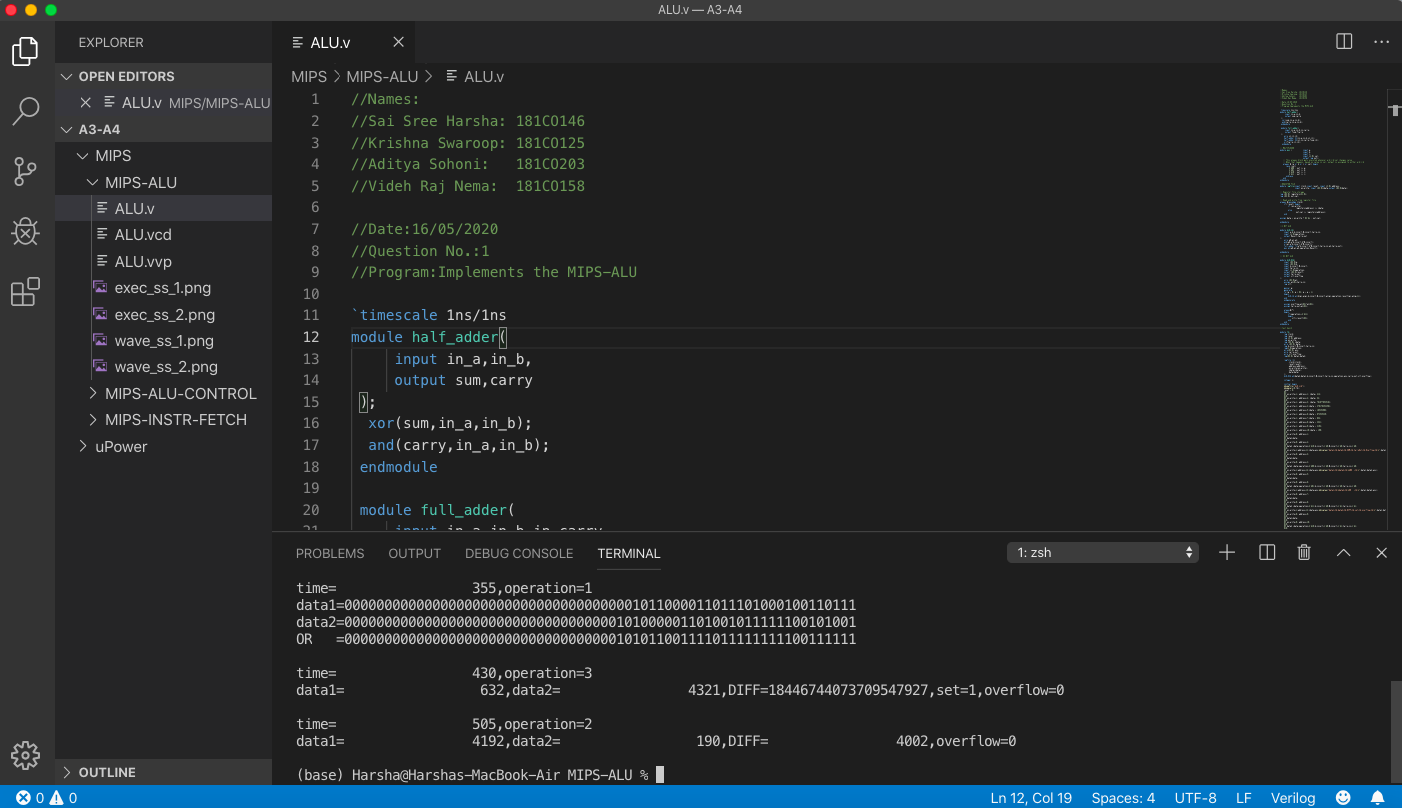 ALU.v — A3-A4
EXPLORER
OPEN EDITORS
ALU.v MIPS/MIPS-ALU
A3-A4
MIPS
MIPS-ALU
ALU.v
ALU.vcd
ALU.vvp
exec_ss_1.png
exec_ss_2.png
wave_ss_1.png
wave_ss_2.png
MIPS-ALU-CONTROL
MIPS-INSTR-FETCH
uPower
OUTLINE
ALU.v
MIPS MIPS-ALU ALU.v
1 //Names:
2 //Sai Sree Harsha: 181CO146
3 //Krishna Swaroop: 181CO125
4 //Aditya Sohoni:   181CO203
5 //Videh Raj Nema:  181CO158
6
7 //Date:16/05/2020
8 //Question No.:1
9 //Program:Implements the MIPS-ALU
10
11 `timescale 1ns/1ns
12 module half_adder(
13 input in_a,in_b,
14 output sum,carry
15 );
16 xor(sum,in_a,in_b);
17 and(carry,in_a,in_b);
18 endmodule
19
20 module full_adder(
21 input in_a,in_b,in_carry
PROBLEMS OUTPUT DEBUG CONSOLE TERMINAL 1: zsh
time=                 355,operation=1
data1=0000000000000000000000000000000000001011000011011101000100110111
data2=0000000000000000000000000000000000101000001101001011111100101001
OR   =0000000000000000000000000000000000101011001111011111111100111111
time=                 430,operation=3
data1=                 632,data2=                4321,DIFF=18446744073709547927,set=1,overflow=0
time=                 505,operation=2
data1=                4192,data2=                 190,DIFF=                4002,overflow=0
(base) Harsha@Harshas-MacBook-Air MIPS-ALU %
0 0 Ln 12, Col 19 Spaces: 4 UTF-8 LF Verilog